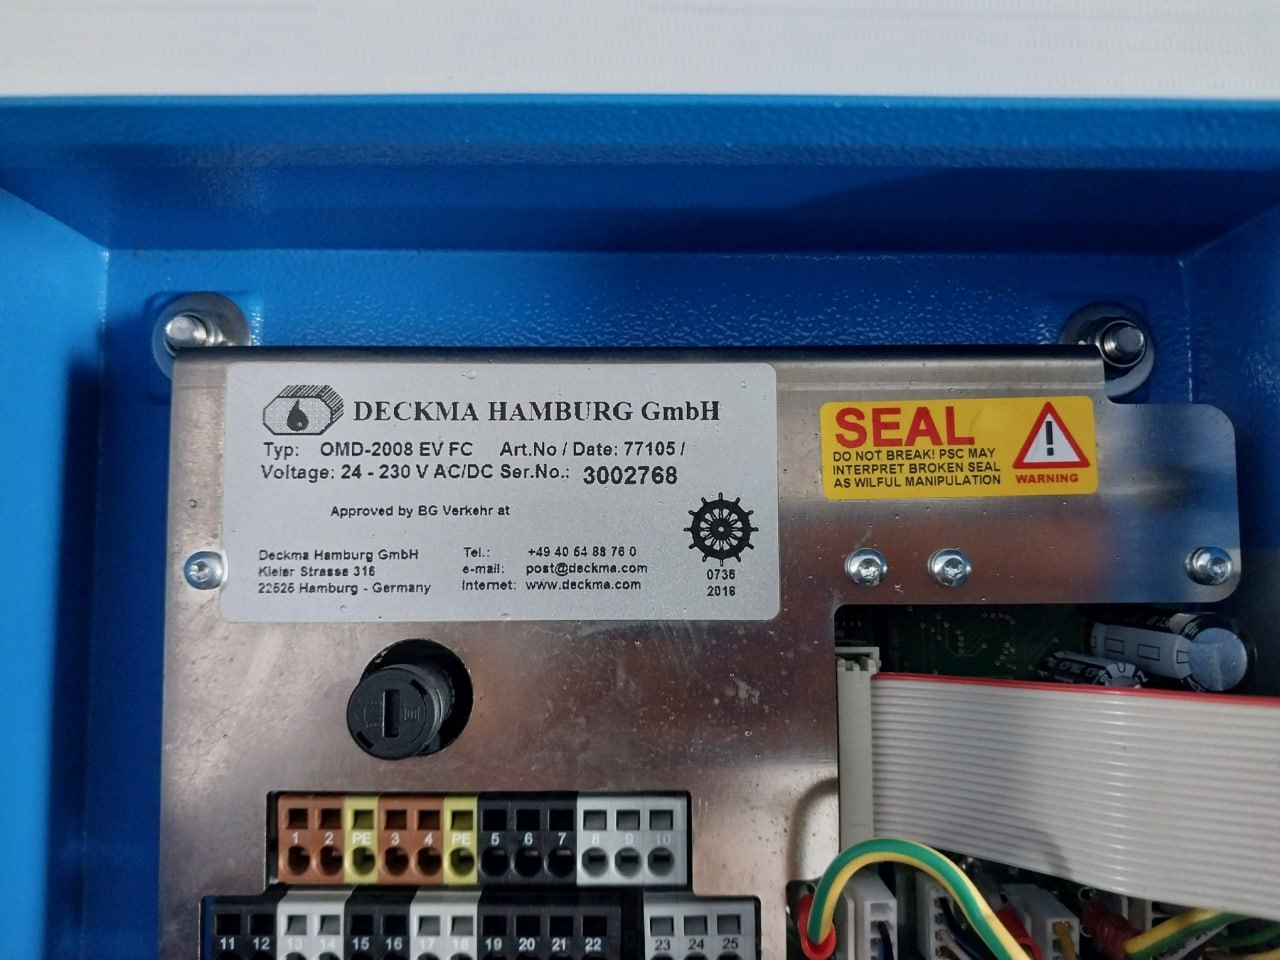 DECKMA HAMBURG GmbH
Typ: OMD-2008 EV FC Art.No / Date: 77105 /
Voltage: 24 - 230 V AC/DC Ser.No.: 3002768
Approved by BG Verkehr at
Deckma Hamburg GmbH Tel.: +49 40 54 88 76 0
Kieler Strasse 316 e-mail: post@deckma.com
22525 Hamburg - Germany Internet: www.deckma.com
0736
2016
SEAL
DO NOT BREAK! PSC MAY
INTERPRET BROKEN SEAL
AS WILFUL MANIPULATION
WARNING
1 2 PE 3 4 PE 5 6 7 8 9 10
11 12 13 14 15 16 17 18 19 20 21 22 23 24 25